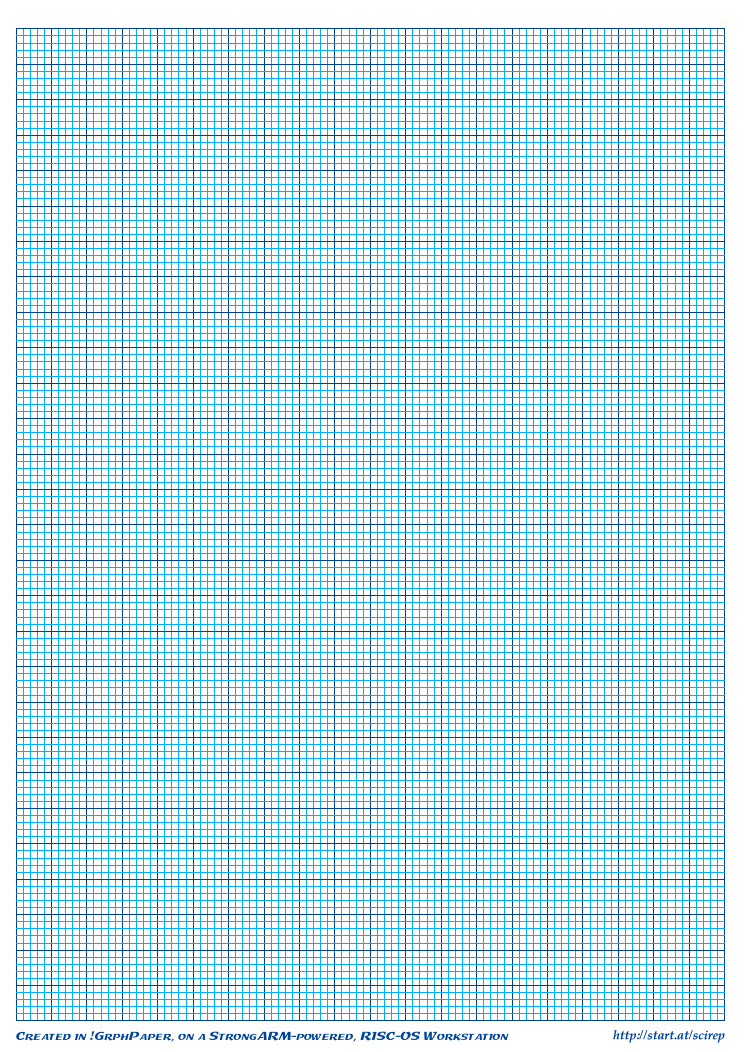 Created in !GrphPaper, on a StrongARM-powered, RISC-OS Workstation
http://start.at/scirep